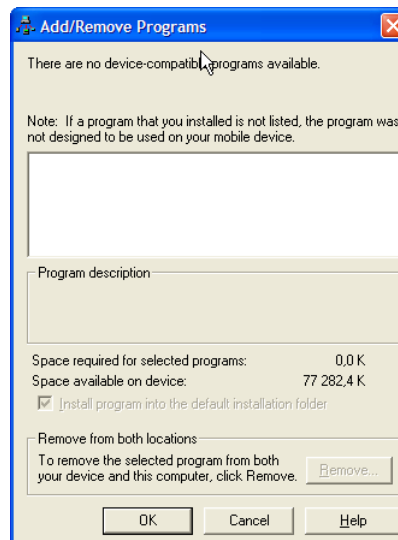 Add/Remove Programs
There are no device-compatible programs available.
Note: If a program that you installed is not listed, the program was
not designed to be used on your mobile device.
Program description
Space required for selected programs: 0,0 K
Space available on device: 77 282,4 K
Install program into the default installation folder
Remove from both locations
To remove the selected program from both
your device and this computer, click Remove.
Remove...
OK Cancel Help